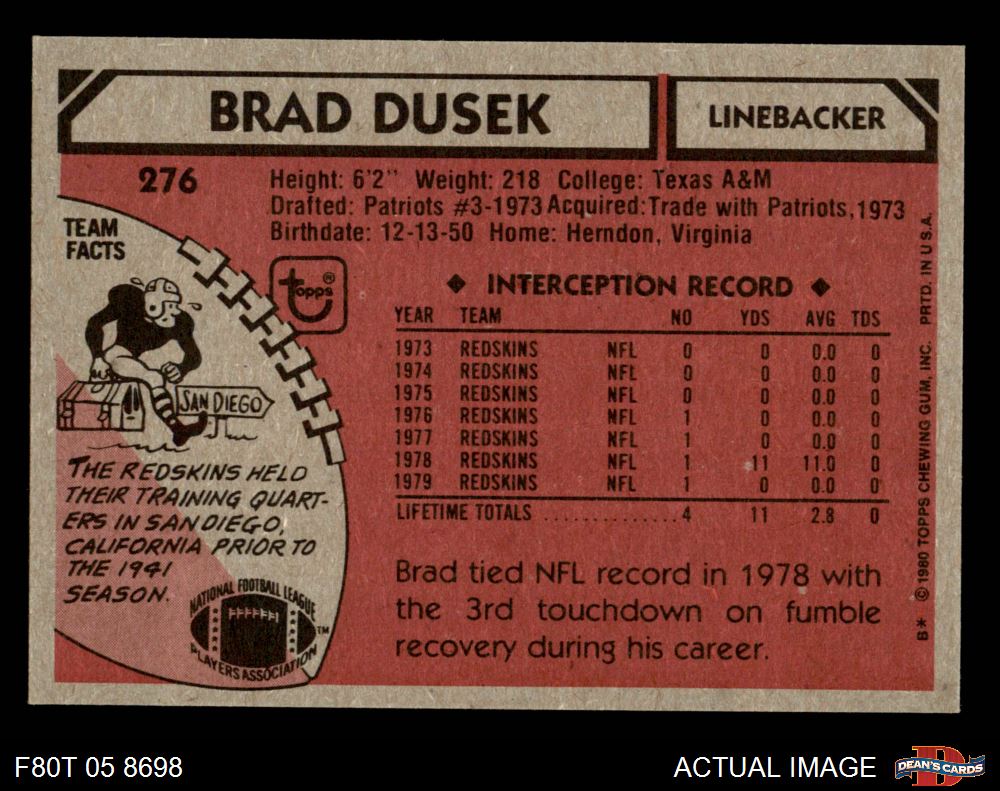 BRAD DUSEK
LINEBACKER
276
Height: 6'2" Weight: 218 College: Texas A&M
Drafted: Patriots #3-1973 Acquired: Trade with Patriots, 1973
Birthdate: 12-13-50 Home: Herndon, Virginia
TEAM
FACTS
topps®
SAN DIEGO
THE REDSKINS HELD
THEIR TRAINING QUART-
ERS IN SAN DIEGO,
CALIFORNIA PRIOR TO
THE 1941
SEASON.
NATIONAL FOOTBALL LEAGUE
PLAYERS ASSOCIATION
TM
◆ INTERCEPTION RECORD ◆
YEAR TEAM NO YDS AVG TDS
1973 REDSKINS NFL 0 0 0.0 0
1974 REDSKINS NFL 0 0 0.0 0
1975 REDSKINS NFL 0 0 0.0 0
1976 REDSKINS NFL 1 0 0.0 0
1977 REDSKINS NFL 1 0 0.0 0
1978 REDSKINS NFL 1 11 11.0 0
1979 REDSKINS NFL 1 0 0.0 0
LIFETIME TOTALS ..............4 11 2.8 0
Brad tied NFL record in 1978 with
the 3rd touchdown on fumble
recovery during his career.
B* © 1980 TOPPS CHEWING GUM, INC. PRTD. IN U.S.A.
F80T 05 8698
ACTUAL IMAGE
DEAN'S CARDS